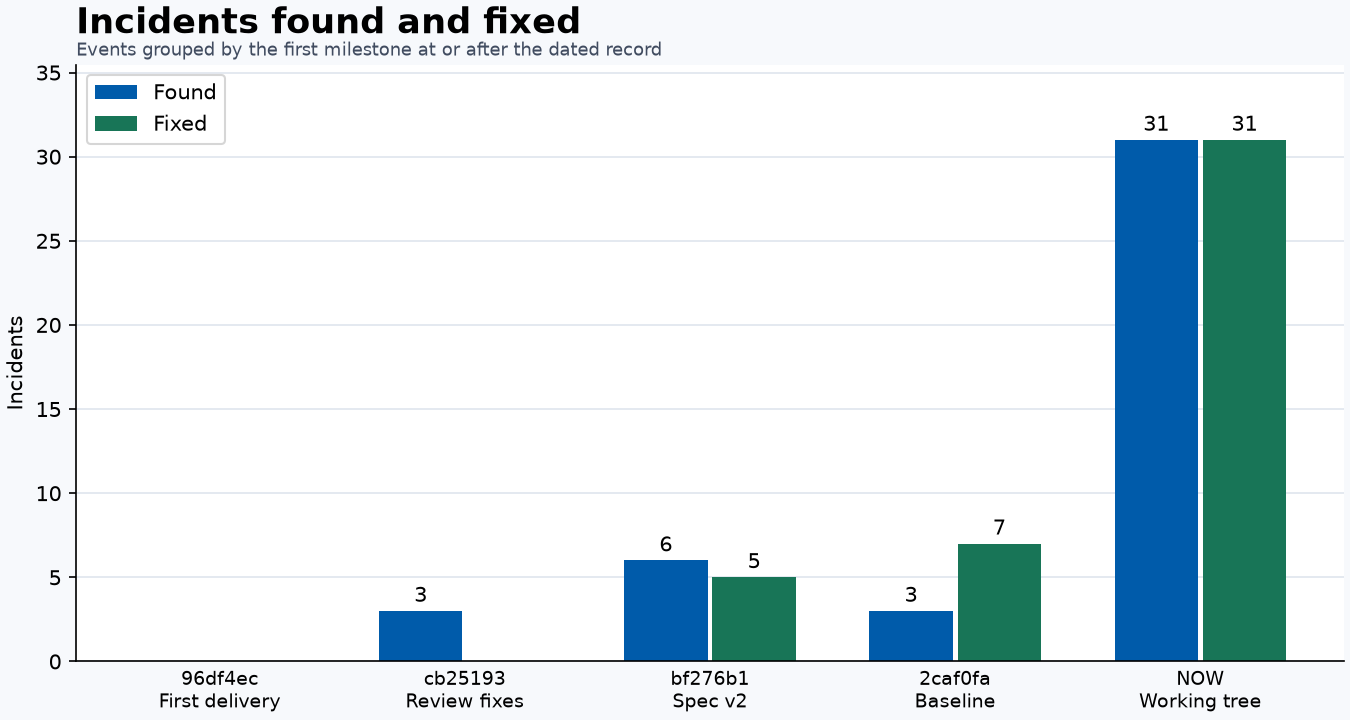 Incidents found and fixed
Events grouped by the first milestone at or after the dated record
Found
Fixed
Incidents
35
30
25
20
15
10
5
0
3
6
5
3
7
31
31
96df4ec
First delivery
cb25193
Review fixes
bf276b1
Spec v2
2caf0fa
Baseline
NOW
Working tree